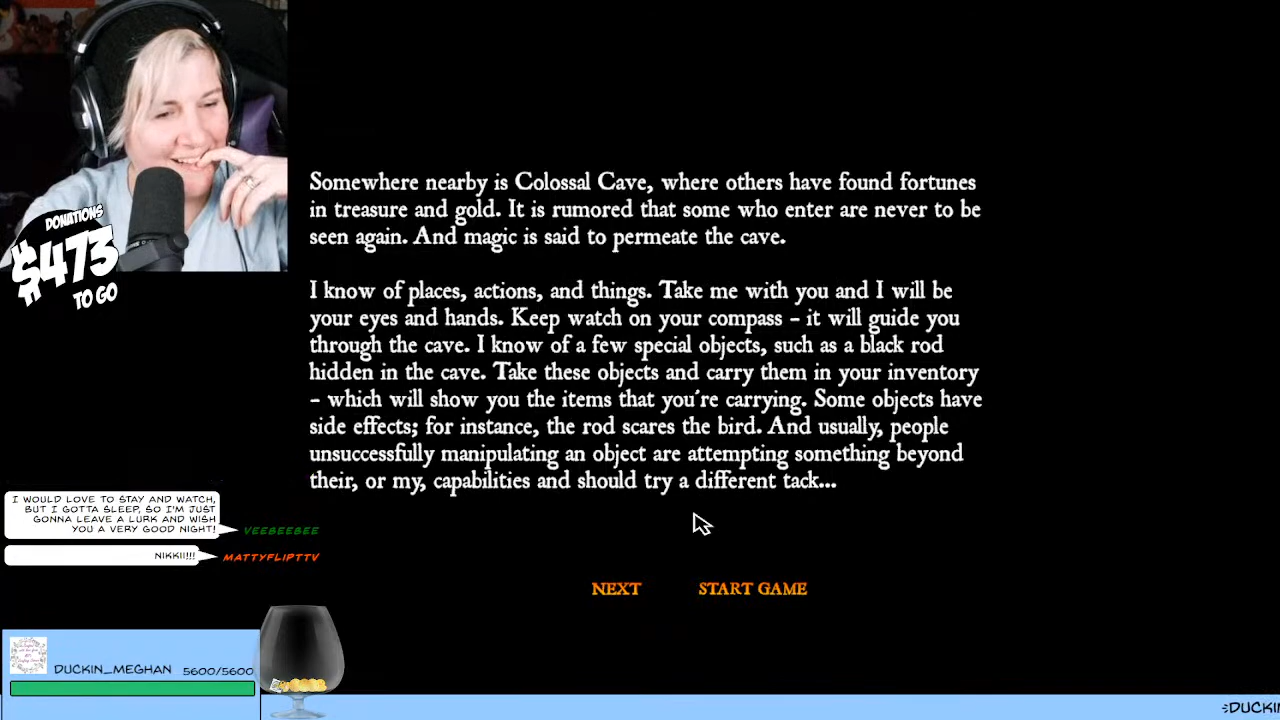 Somewhere nearby is Colossal Cave, where others have found fortunes
in treasure and gold. It is rumored that some who enter are never to be
seen again. And magic is said to permeate the cave.
I know of places, actions, and things. Take me with you and I will be
your eyes and hands. Keep watch on your compass - it will guide you
through the cave. I know of a few special objects, such as a black rod
hidden in the cave. Take these objects and carry them in your inventory
- which will show you the items that you're carrying. Some objects have
side effects; for instance, the rod scares the bird. And usually, people
unsuccessfully manipulating an object are attempting something beyond
their, or my, capabilities and should try a different tack...
NEXT START GAME
DONATIONS
$473
TO GO
I WOULD LOVE TO STAY AND WATCH,
BUT I GOTTA SLEEP, SO I'M JUST
GONNA LEAVE A LURK AND WISH
YOU A VERY GOOD NIGHT!
VEEBEEBEE
NIKKII!!!
MATTYFLIPTTV
DUCKIN_MEGHAN 5600/5600
DUCKI